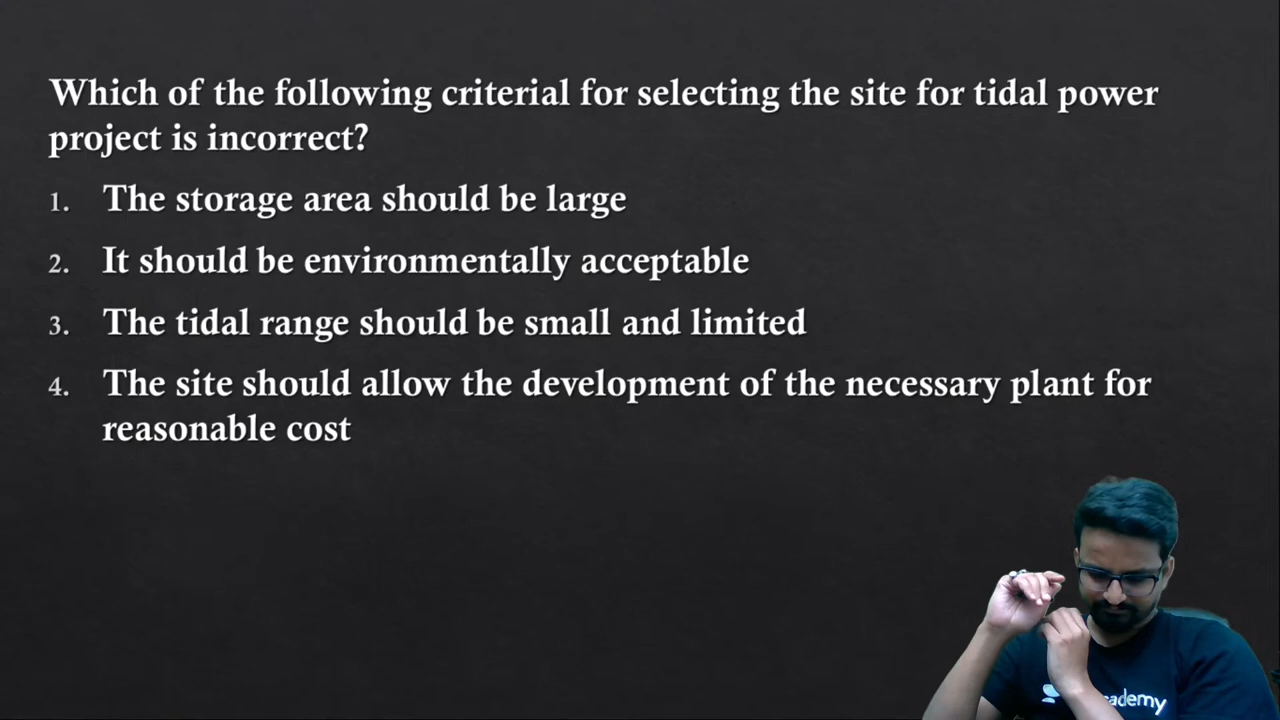 Which of the following criterial for selecting the site for tidal power
project is incorrect?
1. The storage area should be large
2. It should be environmentally acceptable
3. The tidal range should be small and limited
4. The site should allow the development of the necessary plant for
reasonable cost